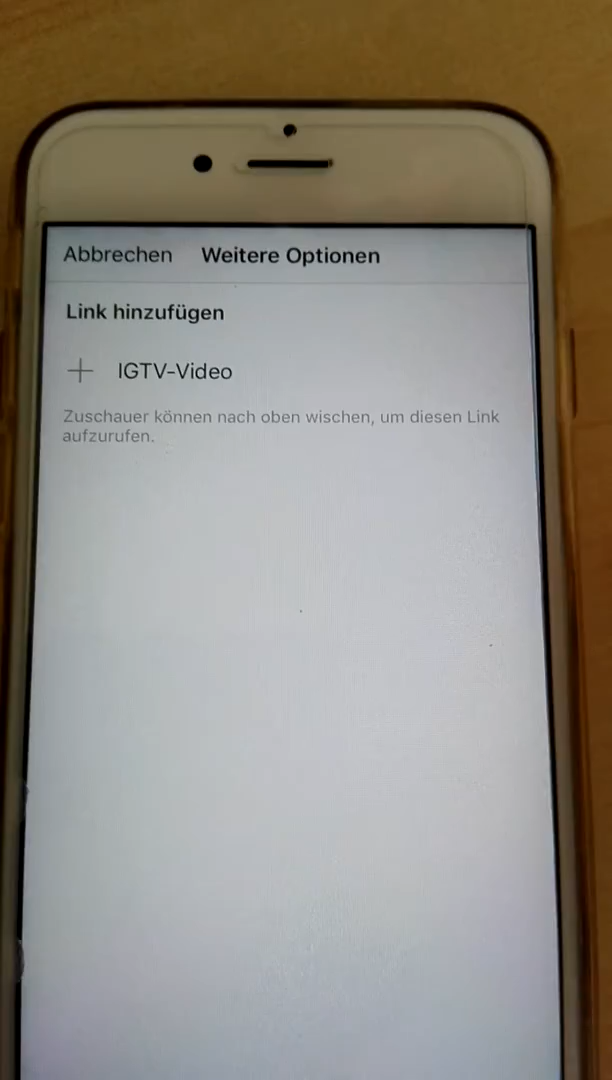 Abbrechen Weitere Optionen
Link hinzufügen
IGTV-Video
Zuschauer können nach oben wischen, um diesen Link
aufzurufen.